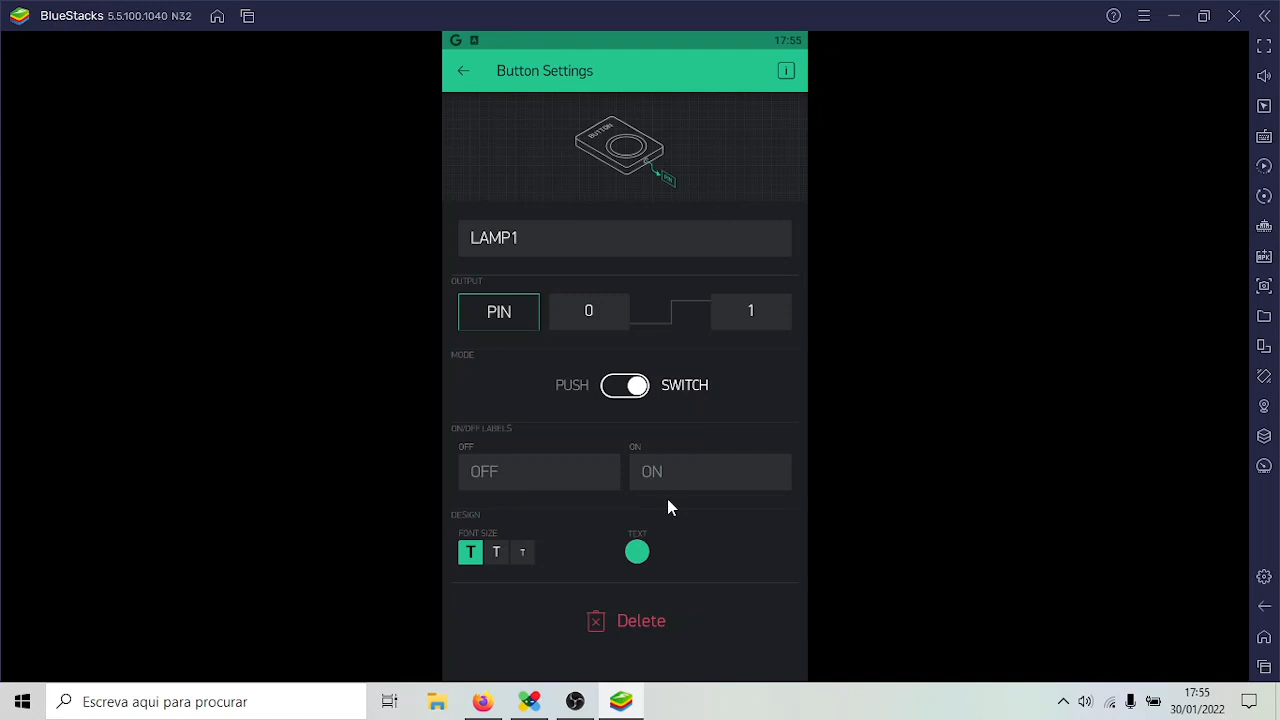 BlueStacks 5.5.100.1040 N32
17:55
Button Settings
BUTTON
PIN
LAMP1
OUTPUT
PIN 0 1
MODE
PUSH SWITCH
ON/OFF LABELS
OFF ON
OFF ON
DESIGN
FONT SIZE TEXT
T T T
Delete
Escreva aqui para procurar
17:55
30/01/2022